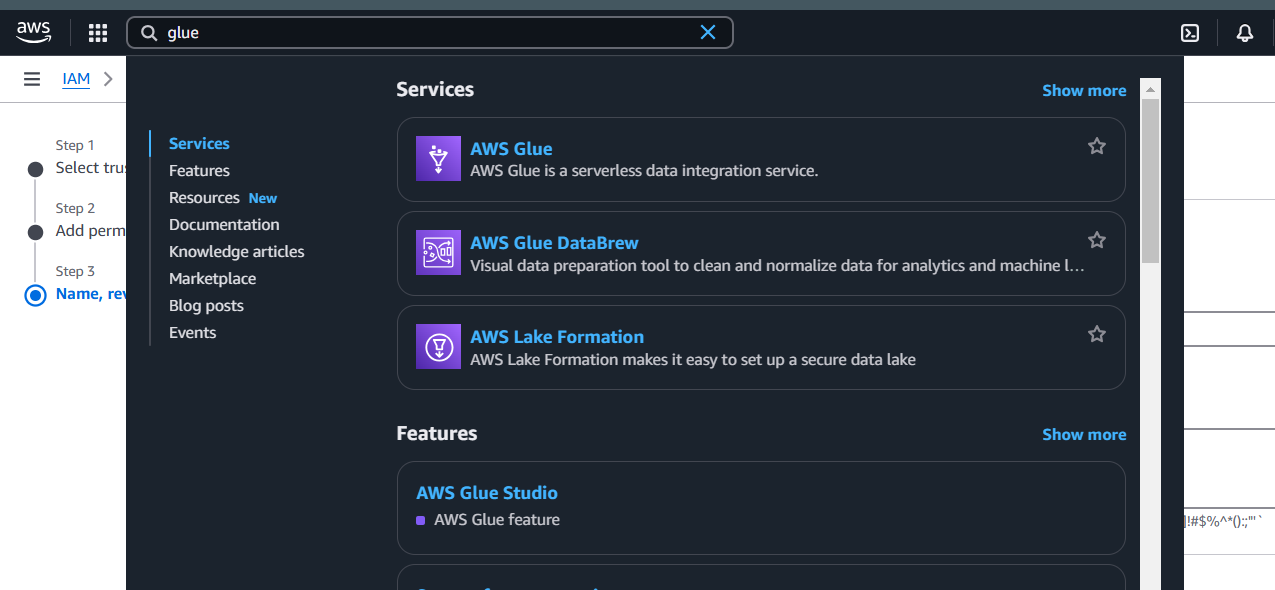 aws
glue
IAM
Step 1
Select trus
Step 2
Add perm
Step 3
Name, rev
Services
Features
Resources New
Documentation
Knowledge articles
Marketplace
Blog posts
Events
Services
Show more
AWS Glue
AWS Glue is a serverless data integration service.
AWS Glue DataBrew
Visual data preparation tool to clean and normalize data for analytics and machine l…
AWS Lake Formation
AWS Lake Formation makes it easy to set up a secure data lake
Features
Show more
AWS Glue Studio
AWS Glue feature
]!#$%^*();:"'`